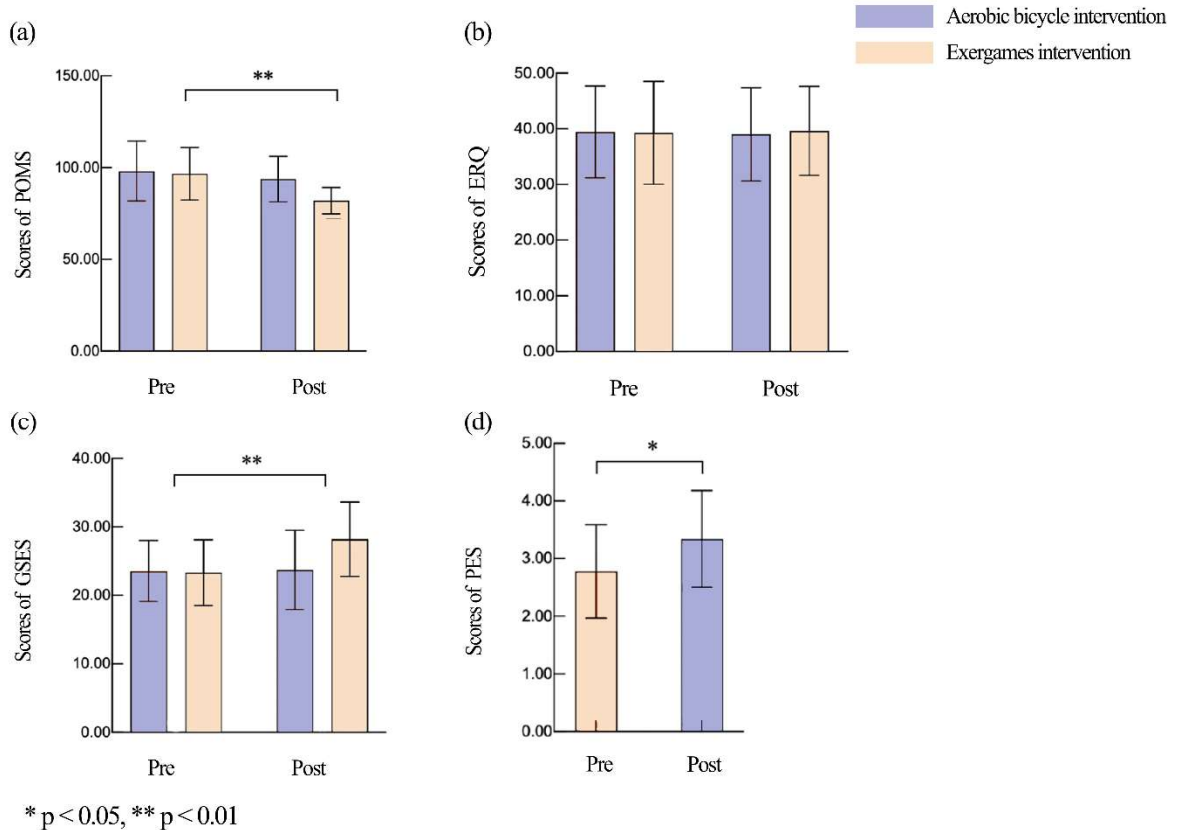 Aerobic bicycle intervention
Exergames intervention
(a)
150.00
100.00
50.00
0.00
Scores of POMS
**
Pre Post
(b)
50.00
40.00
30.00
20.00
10.00
0.00
Scores of ERQ
Pre Post
(c)
40.00
30.00
20.00
10.00
0.00
Scores of GSES
**
Pre Post
(d)
5.00
4.00
3.00
2.00
1.00
0.00
Scores of PES
*
Pre Post
* p < 0.05, ** p < 0.01